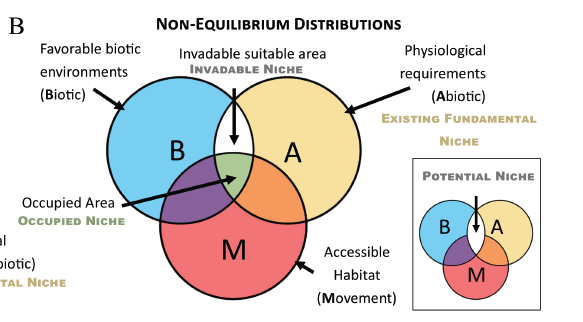 B
NON-EQUILIBRIUM DISTRIBUTIONS
Favorable biotic
environments
(Biotic)
Invadable suitable area
INVADABLE NICHE
Physiological
requirements
(Abiotic)
EXISTING FUNDAMENTAL
NICHE
B
A
M
Occupied Area
OCCUPIED NICHE
Accessible
Habitat
(Movement)
POTENTIAL NICHE
B
A
M
al
biotic)
TAL NICHE